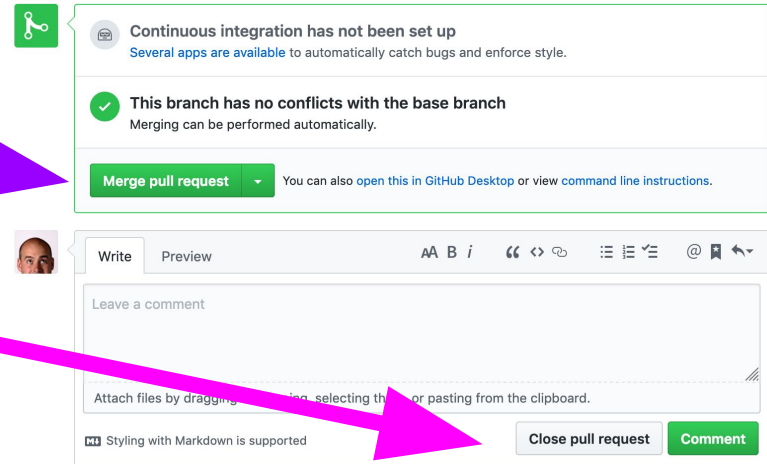 Continuous integration has not been set up
Several apps are available to automatically catch bugs and enforce style.
This branch has no conflicts with the base branch
Merging can be performed automatically.
Merge pull request
You can also open this in GitHub Desktop or view command line instructions.
Write Preview AA B i
Leave a comment
Attach files by dragging selecting or pasting from the clipboard.
Styling with Markdown is supported
Close pull request Comment